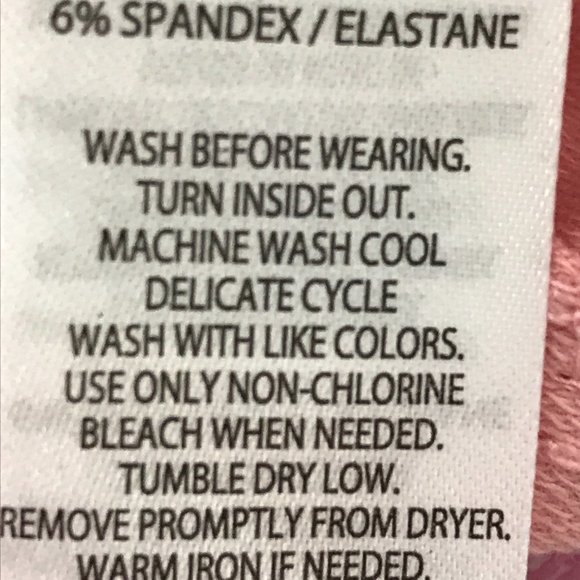 6% SPANDEX / ELASTANE
WASH BEFORE WEARING.
TURN INSIDE OUT.
MACHINE WASH COOL
DELICATE CYCLE
WASH WITH LIKE COLORS.
USE ONLY NON-CHLORINE
BLEACH WHEN NEEDED.
TUMBLE DRY LOW.
REMOVE PROMPTLY FROM DRYER.
WARM IRON IF NEEDED.